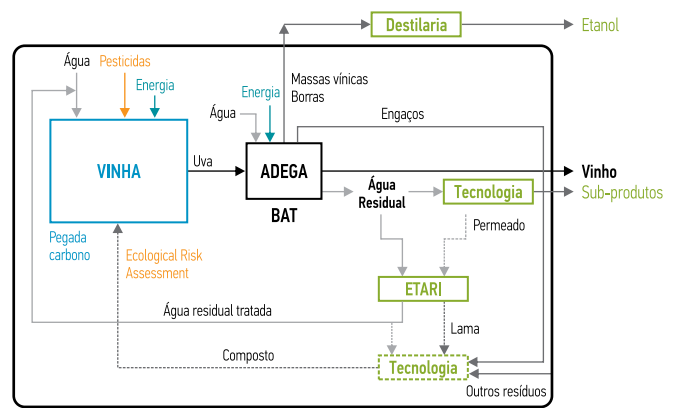 Destilaria
Etanol
Água
Pesticidas
Energia
Massas vínicas
Borras
Energia
Água
Engaços
VINHA
Uva
ADEGA
Vinho
Água
Residual
Tecnologia
Sub-produtos
BAT
Permeado
Pegada
carbono
Ecological Risk
Assessment
ETARI
Água residual tratada
Lama
Composto
Tecnologia
Outros resíduos